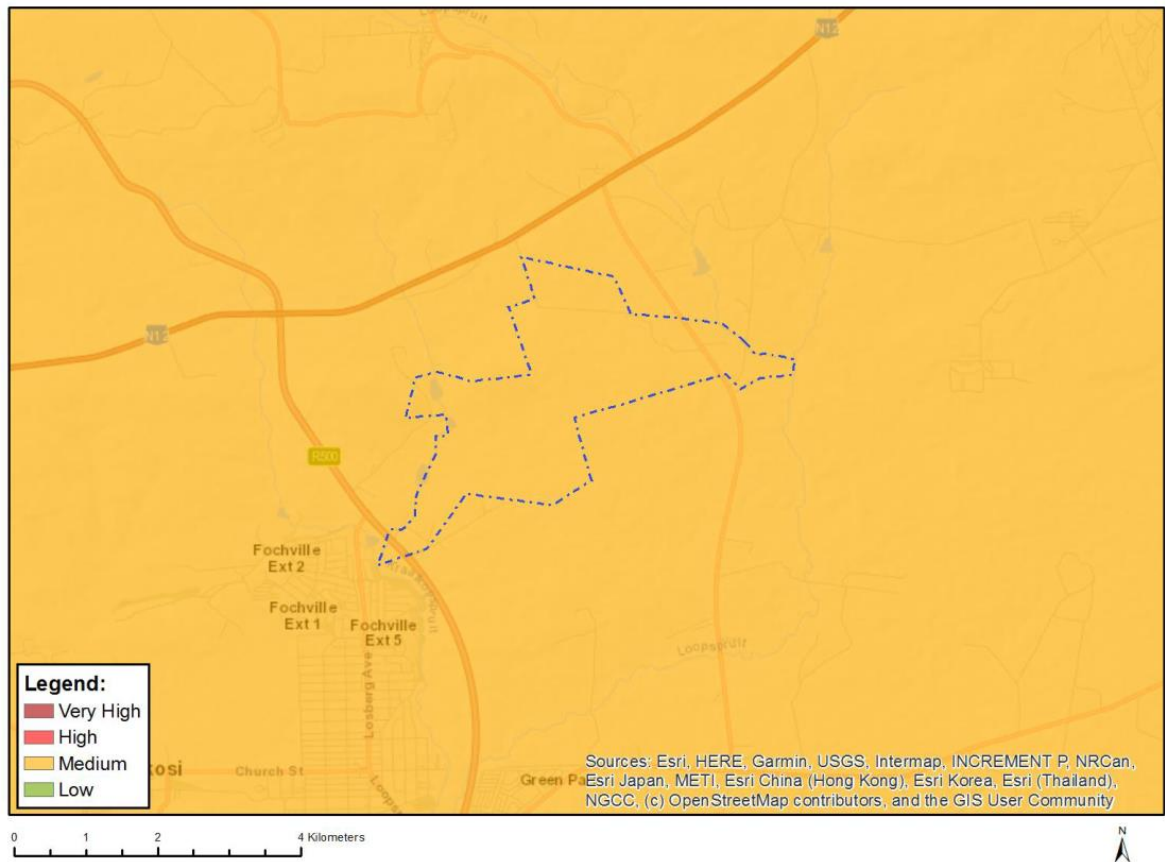 N12
N12
R500
Fochville
Ext 2
Fochville
Ext 1
Fochville
Ext 5
Loopspruit
Losberg Ave
Church St
Legend:
Very High
High
Medium
Low
Sources: Esri, HERE, Garmin, USGS, Intermap, INCREMENT P, NRCan,
Esri Japan, METI, Esri China (Hong Kong), Esri Korea, Esri (Thailand),
NGCC, (c) OpenStreetMap contributors, and the GIS User Community
kosi
Green Pa
0 1 2 4 Kilometers
N